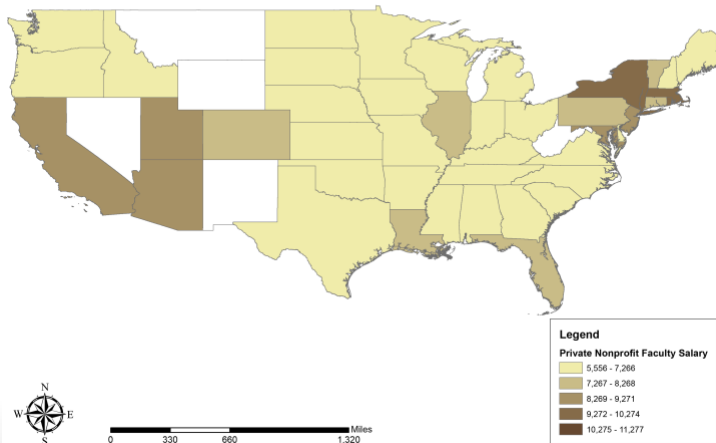 Legend
Private Nonprofit Faculty Salary
5,556 - 7,266
7,267 - 8,268
8,269 - 9,271
9,272 - 10,274
10,275 - 11,277
N
W E
S
Miles
0 330 660 1.320